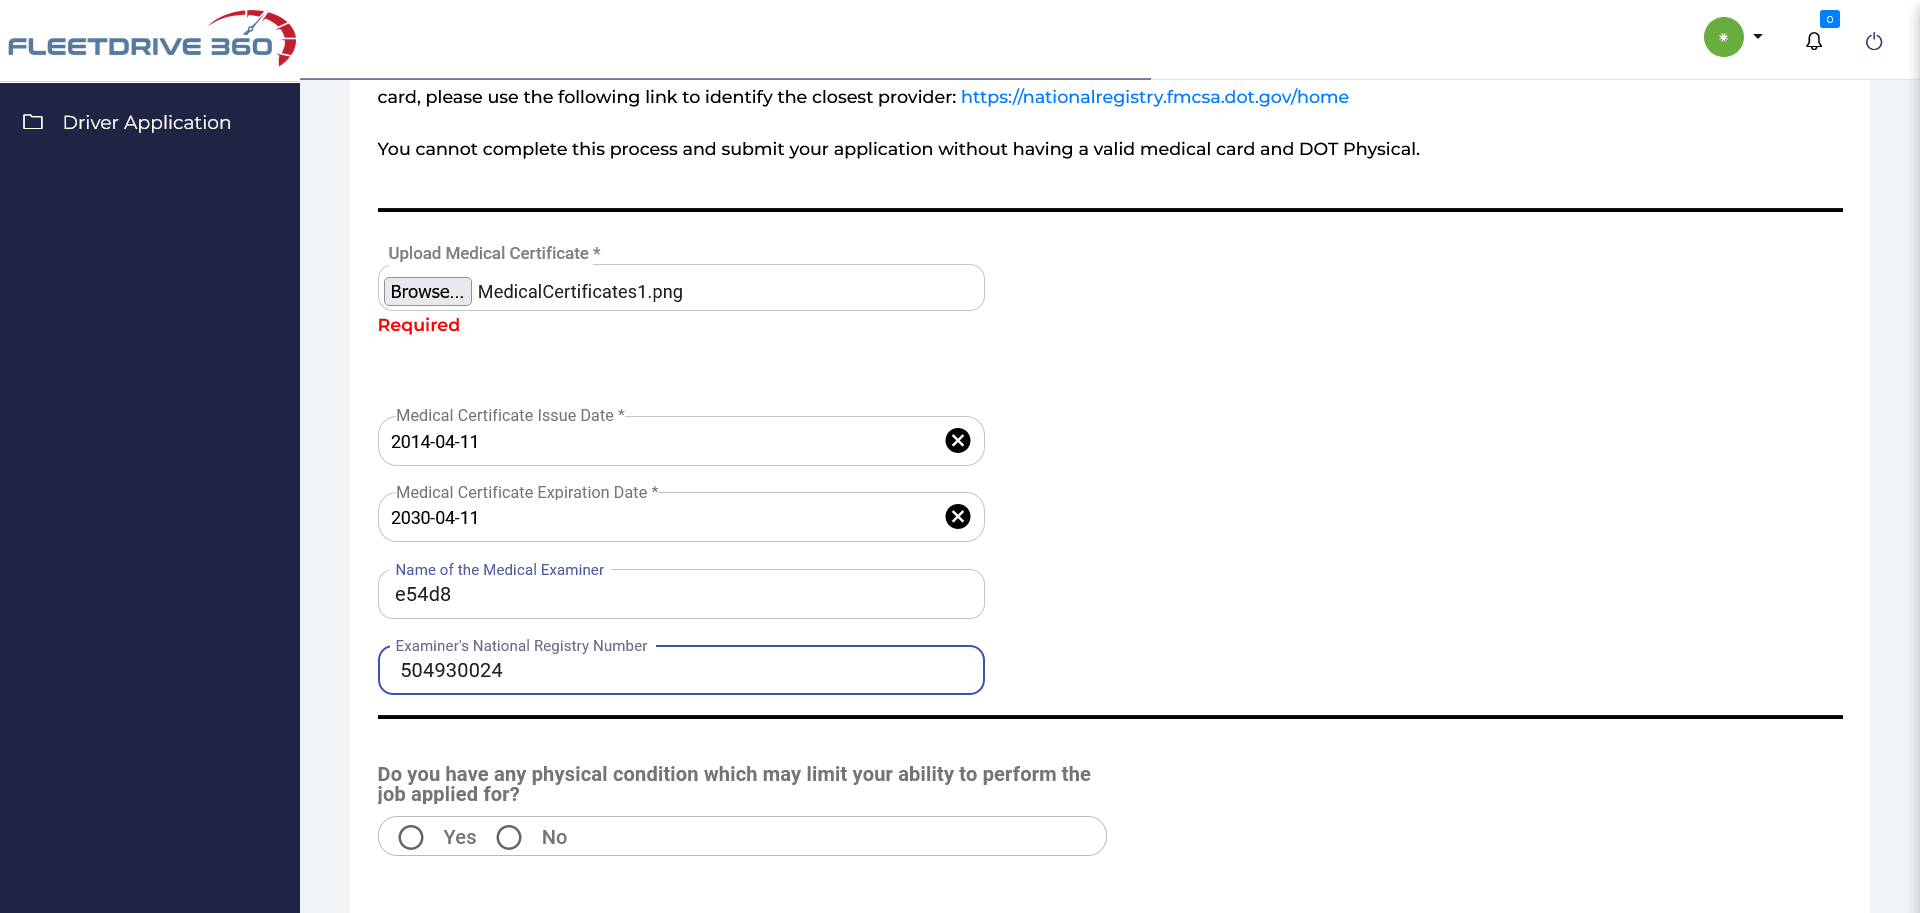 FLEETDRIVE 360
0
Driver Application
card, please use the following link to identify the closest provider: https://nationalregistry.fmcsa.dot.gov/home
You cannot complete this process and submit your application without having a valid medical card and DOT Physical.
Upload Medical Certificate *
Browse... MedicalCertificates1.png
Required
Medical Certificate Issue Date *
2014-04-11
Medical Certificate Expiration Date *
2030-04-11
Name of the Medical Examiner
e54d8
Examiner's National Registry Number
504930024
Do you have any physical condition which may limit your ability to perform the
job applied for?
Yes No